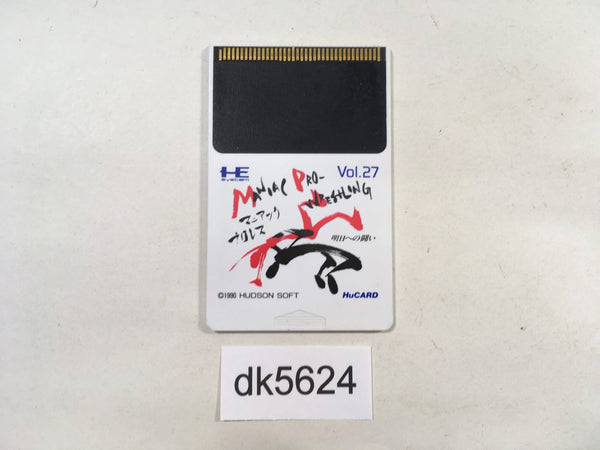 HE
System
Vol.27
MANIAC PRO-
WRESTLING
マニアック
プロレス
明日への闘い
©1990 HUDSON SOFT
HuCARD
dk5624